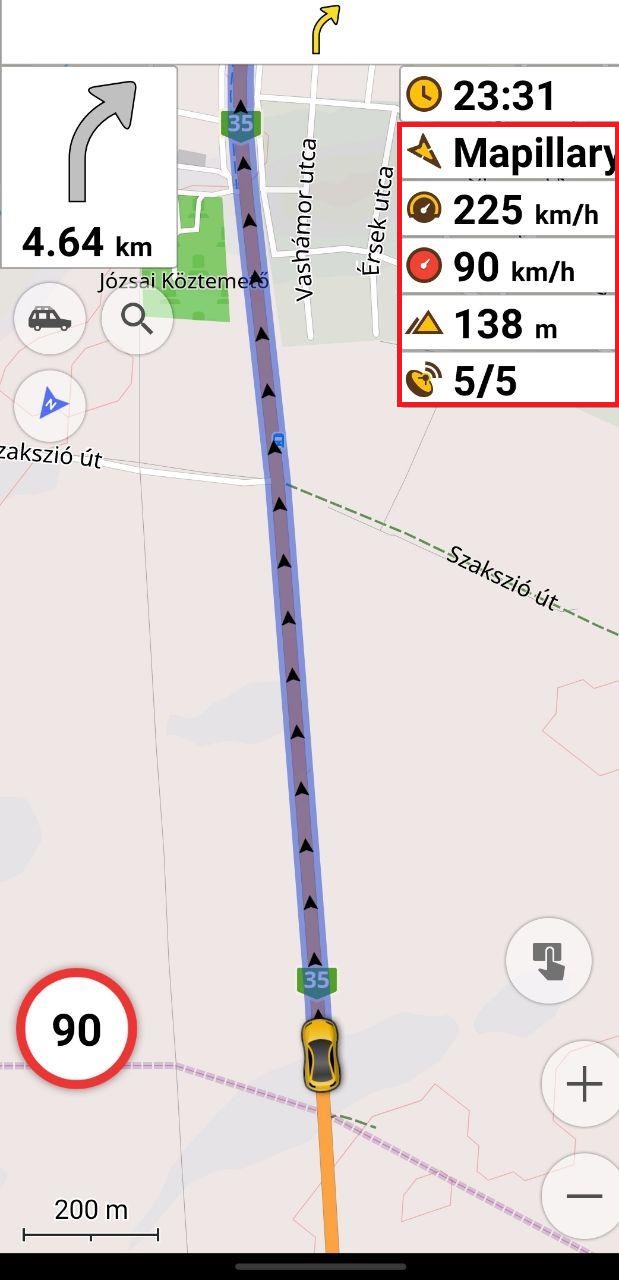 23:31
Mapillary
225 km/h
90 km/h
138 m
5/5
4.64 km
35
Vashámor utca
Érsek utca
Józsai Köztemető
N
zakszió út
Szakszió út
35
90
200 m